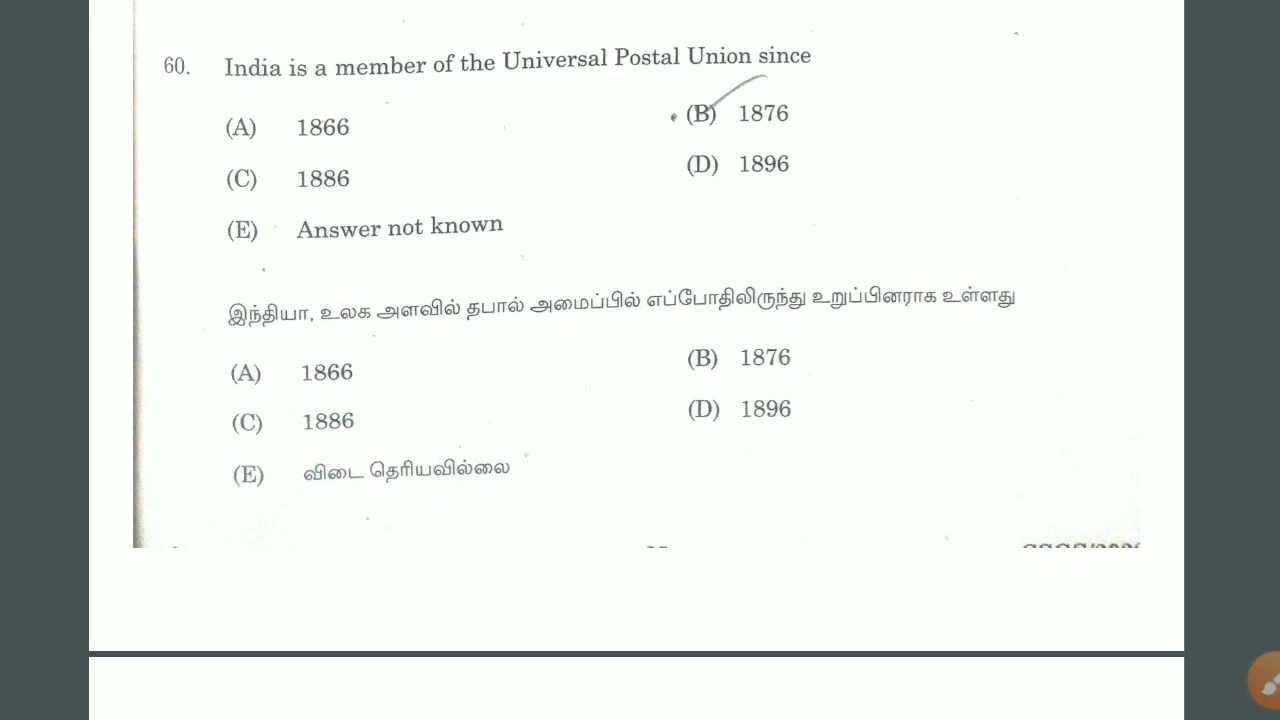 60. India is a member of the Universal Postal Union since
(A) 1866 (B) 1876
(C) 1886 (D) 1896
(E) Answer not known
இந்தியா, உலக அளவில் தபால் அமைப்பில் எப்போதிலிருந்து உறுப்பினராக உள்ளது
(A) 1866 (B) 1876
(C) 1886 (D) 1896
(E) விடை தெரியவில்லை